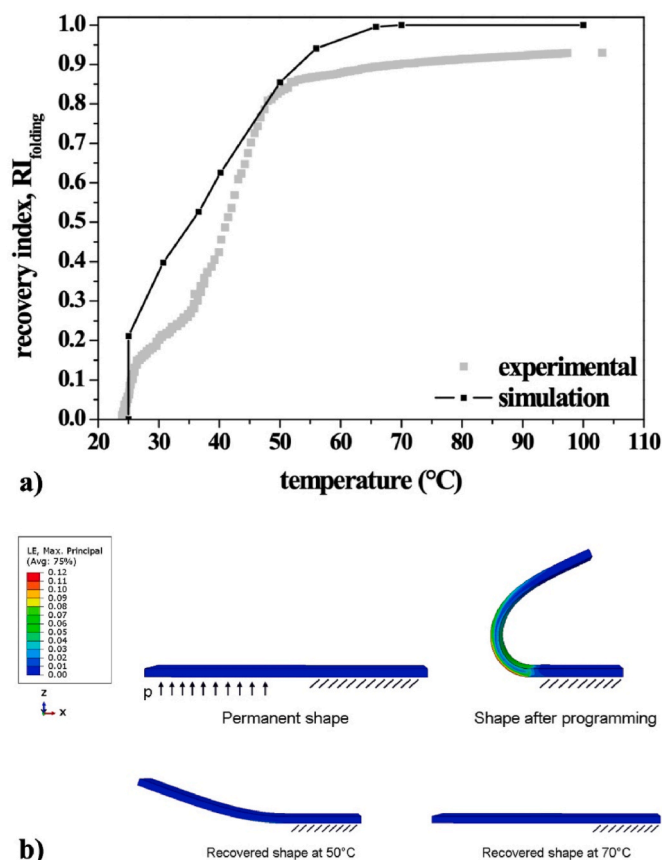 1.0
0.9
0.8
0.7
0.6
0.5
0.4
0.3
0.2
0.1
0.0
recovery index, RI folding
experimental
simulation
20 30 40 50 60 70 80 90 100 110
temperature (°C)
a)
LE, Max. Principal
(Avg: 75%)
0.12
0.11
0.10
0.09
0.08
0.07
0.06
0.05
0.04
0.03
0.02
0.01
0.00
z
x
p
Permanent shape
Shape after programming
b)
Recovered shape at 50°C
Recovered shape at 70°C